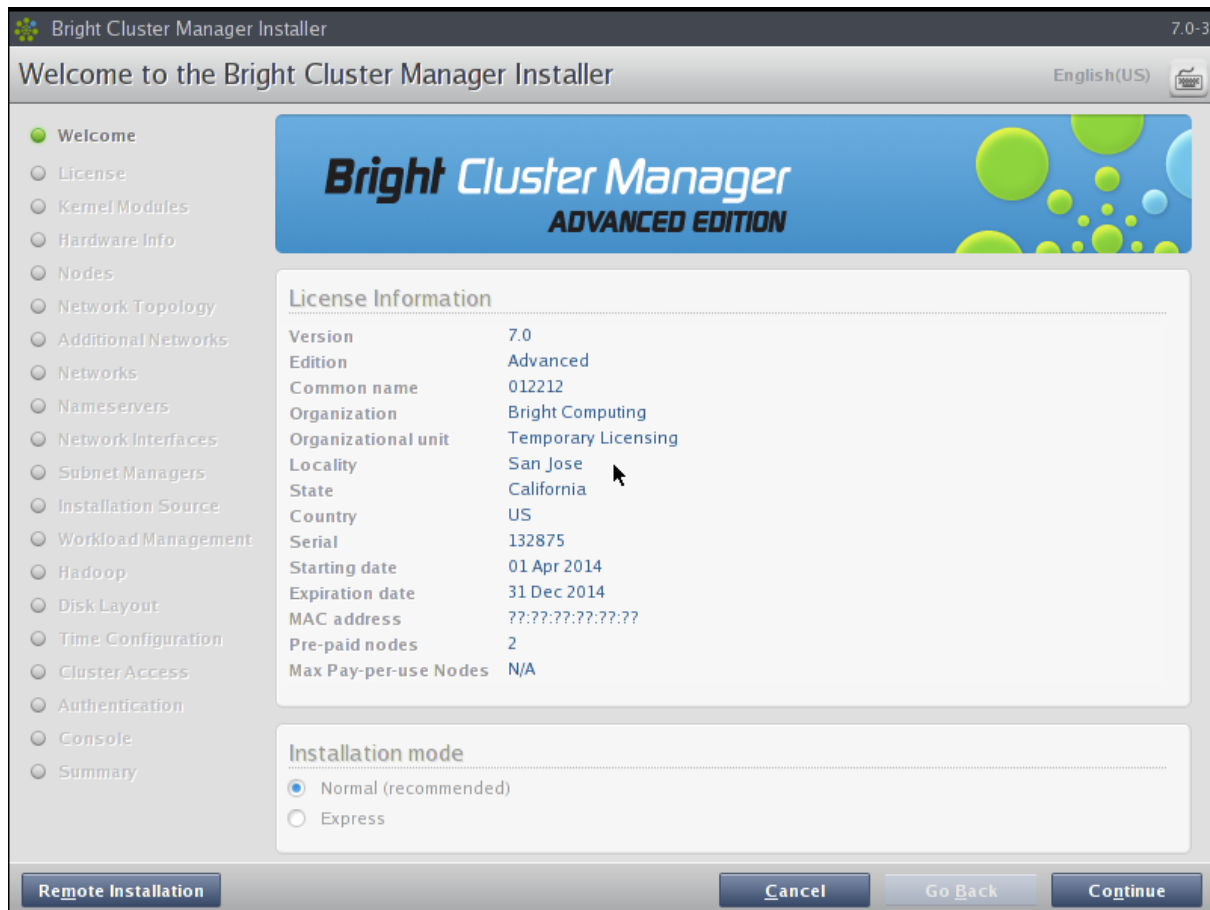 Bright Cluster Manager Installer 7.0-3
Welcome to the Bright Cluster Manager Installer English(US)
Welcome
License
Kernel Modules
Hardware Info
Nodes
Network Topology
Additional Networks
Networks
Nameservers
Network Interfaces
Subnet Managers
Installation Source
Workload Management
Hadoop
Disk Layout
Time Configuration
Cluster Access
Authentication
Console
Summary
Bright Cluster Manager
ADVANCED EDITION
License Information
Version 7.0
Edition Advanced
Common name 012212
Organization Bright Computing
Organizational unit Temporary Licensing
Locality San Jose
State California
Country US
Serial 132875
Starting date 01 Apr 2014
Expiration date 31 Dec 2014
MAC address ??:??:??:??:??:??
Pre-paid nodes 2
Max Pay-per-use Nodes N/A
Installation mode
Normal (recommended)
Express
Remote Installation Cancel Go Back Continue